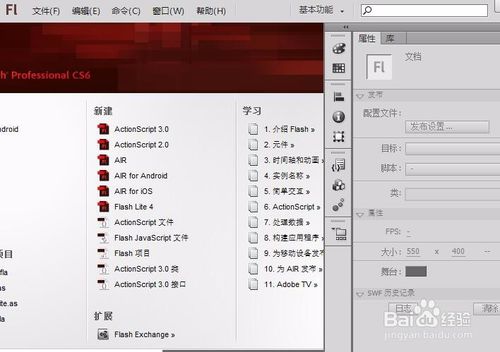 Fl 文件(F) 编辑(E) 命令(C) 窗口(W) 帮助(H) 基本功能
h® Professional CS6
ndroid
项目
fla
le.as
a
新建
ActionScript 3.0
ActionScript 2.0
AIR
AIR for Android
AIR for iOS
Flash Lite 4
ActionScript 文件
Flash JavaScript 文件
Flash 项目
ActionScript 3.0 类
ActionScript 3.0 接口
扩展
Flash Exchange »
学习
1. 介绍 Flash »
2. 元件 »
3. 时间轴和动画 »
4. 实例名称 »
5. 简单交互 »
6. ActionScript »
7. 处理数据 »
8. 构建应用程序 »
9. 为移动设备发布
10. 为 AIR 发布 »
11. Adobe TV »
属性 库
Fl 文档
发布
配置文件:
发布设置...
目标:
脚本: -
类:
属性
FPS: -
大小: 550 x 400 --
舞台:
SWF 历史记录
日志 清除
Baidu 经验
jingyan.baidu.com